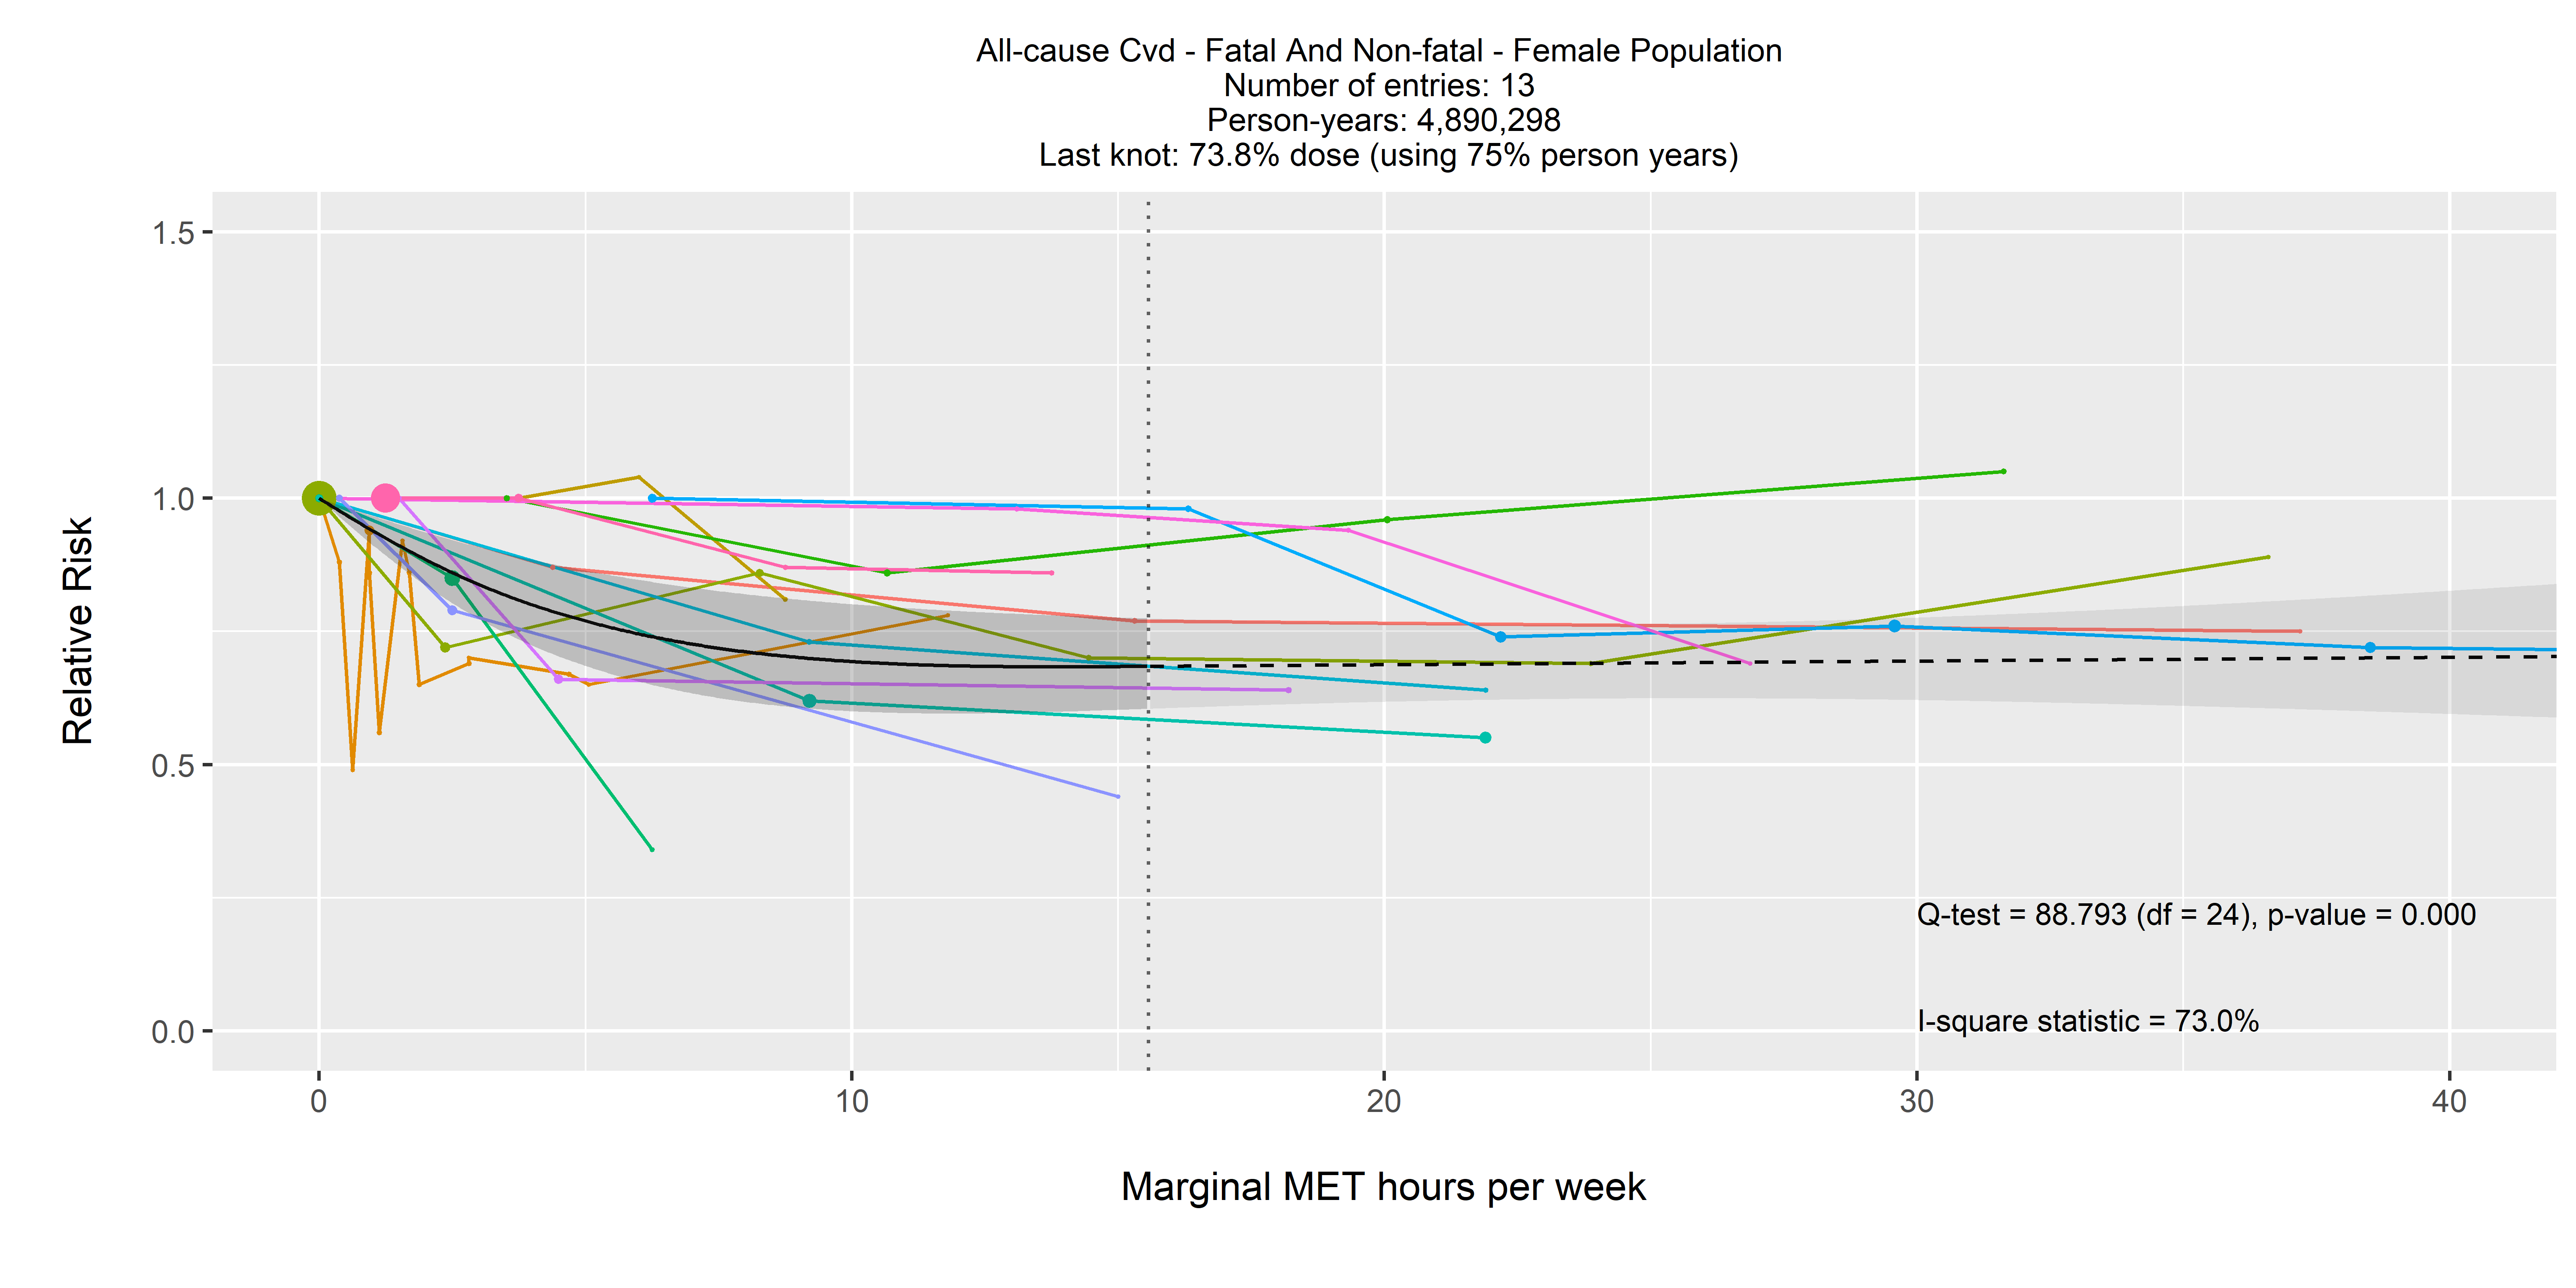 All-cause Cvd - Fatal And Non-fatal - Female Population
Number of entries: 13
Person-years: 4,890,298
Last knot: 73.8% dose (using 75% person years)
1.5
1.0
0.5
0.0
Relative Risk
Q-test = 88.793 (df = 24), p-value = 0.000
I-square statistic = 73.0%
0 10 20 30 40
Marginal MET hours per week